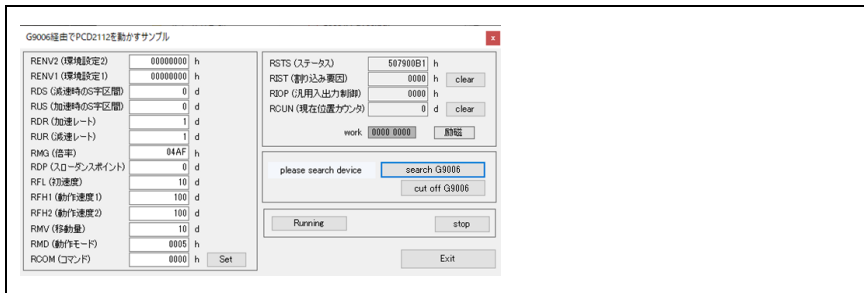 G9006経由でPCD2112を動かすサンプル
x
RENV2 (環境設定2) 00000000 h
RENV1 (環境設定1) 00000000 h
RDS (減速時のS字区間) 0 d
RUS (加速時のS字区間) 0 d
RDR (加速レート) 1 d
RUR (減速レート) 1 d
RMG (倍率) 04AF h
RDP (スローダンスポイント) 0 d
RFL (初速度) 10 d
RFH1 (動作速度1) 100 d
RFH2 (動作速度2) 100 d
RMV (移動量) 10 d
RMD (動作モード) 0005 h
RCOM (コマンド) 0000 h Set
RSTS (ステータス) 507900B1 h
RIST (割り込み要因) 0000 h clear
RIOP (汎用入出力制御) 0000 h
RCUN (現在位置カウンタ) 0 d clear
work 0000 0000 励磁
please search device search G9006
cut off G9006
Running stop
Exit